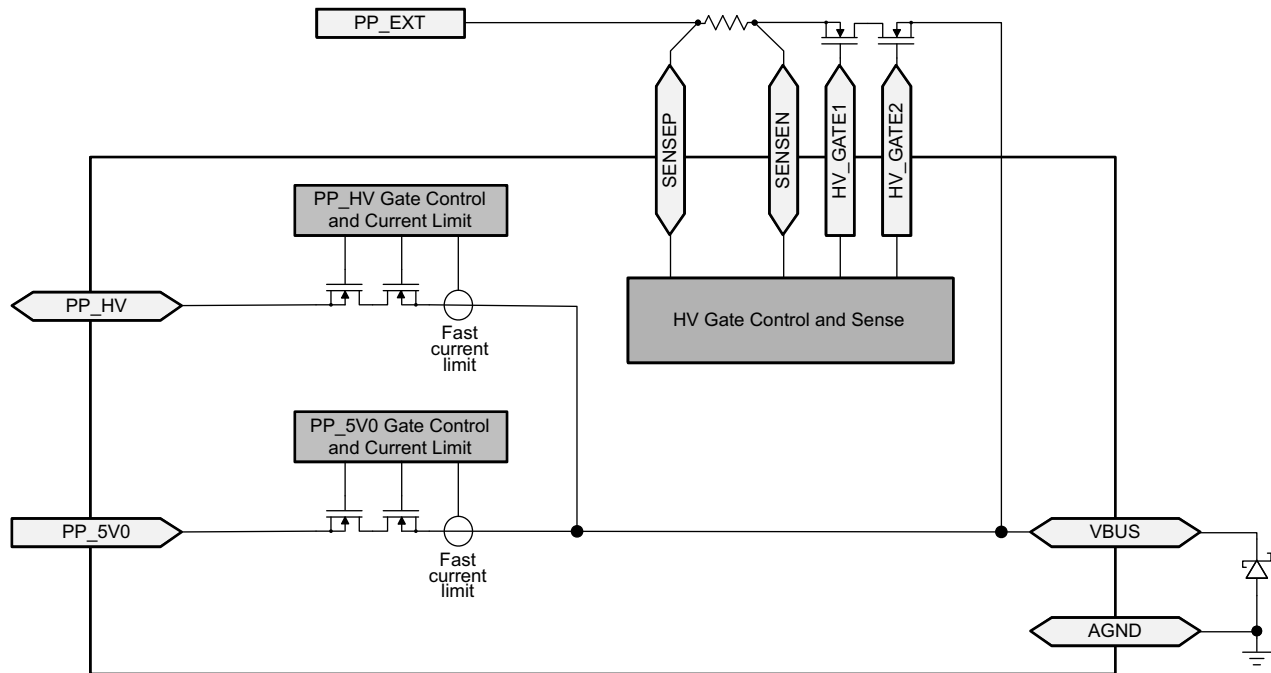 PP_EXT
SENSEP
SENSEN
HV_GATE1
HV_GATE2
PP_HV Gate Control
and Current Limit
PP_HV
Fast
current
limit
HV Gate Control and Sense
PP_5V0 Gate Control
and Current Limit
PP_5V0
Fast
current
limit
VBUS
AGND